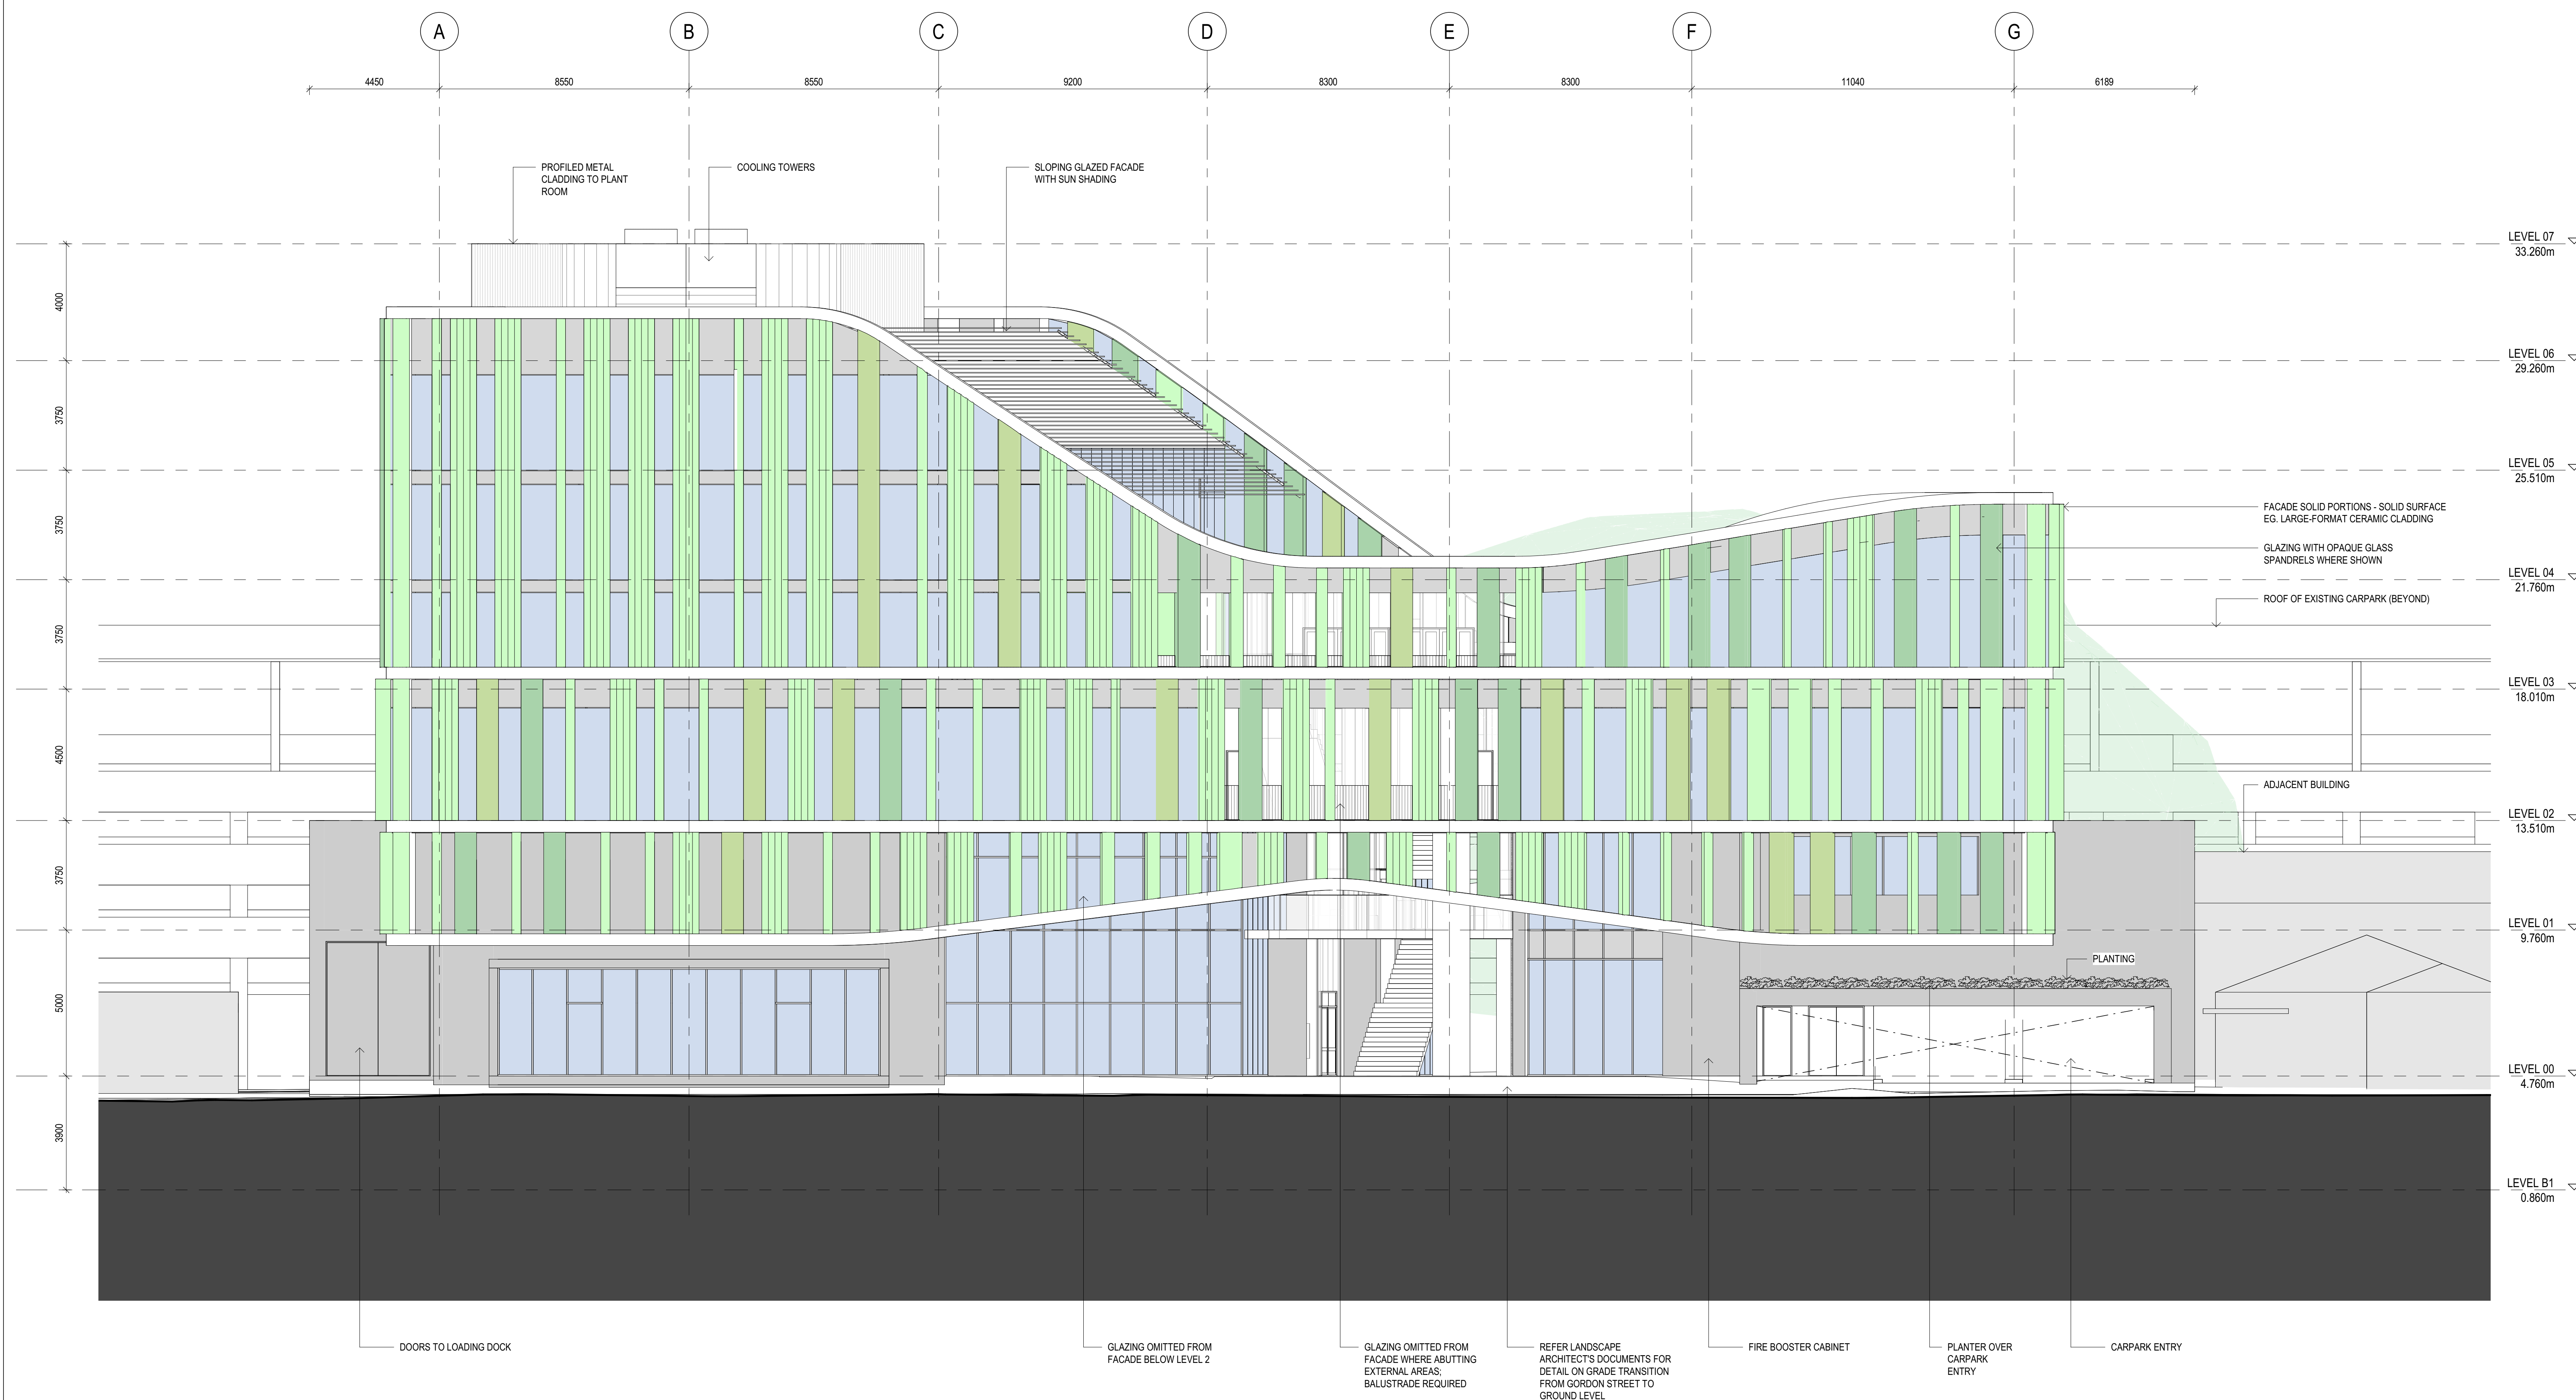 A
B
C
D
E
F
G
4450
8550
8550
9200
8300
8300
11040
6189
PROFILED METAL
CLADDING TO PLANT
ROOM
COOLING TOWERS
SLOPING GLAZED FACADE
WITH SUN SHADING
LEVEL 07
33.260m
4000
LEVEL 06
29.260m
3750
LEVEL 05
25.510m
3750
FACADE SOLID PORTIONS - SOLID SURFACE
EG. LARGE-FORMAT CERAMIC CLADDING
GLAZING WITH OPAQUE GLASS
SPANDRELS WHERE SHOWN
LEVEL 04
21.760m
ROOF OF EXISTING CARPARK (BEYOND)
3750
LEVEL 03
18.010m
4500
ADJACENT BUILDING
LEVEL 02
13.510m
3750
LEVEL 01
9.760m
PLANTING
5000
LEVEL 00
4.760m
3900
LEVEL B1
0.860m
DOORS TO LOADING DOCK
GLAZING OMITTED FROM
FACADE BELOW LEVEL 2
GLAZING OMITTED FROM
FACADE WHERE ABUTTING
EXTERNAL AREAS;
BALUSTRADE REQUIRED
REFER LANDSCAPE
ARCHITECT'S DOCUMENTS FOR
DETAIL ON GRADE TRANSITION
FROM GORDON STREET TO
GROUND LEVEL
FIRE BOOSTER CABINET
PLANTER OVER
CARPARK
ENTRY
CARPARK ENTRY